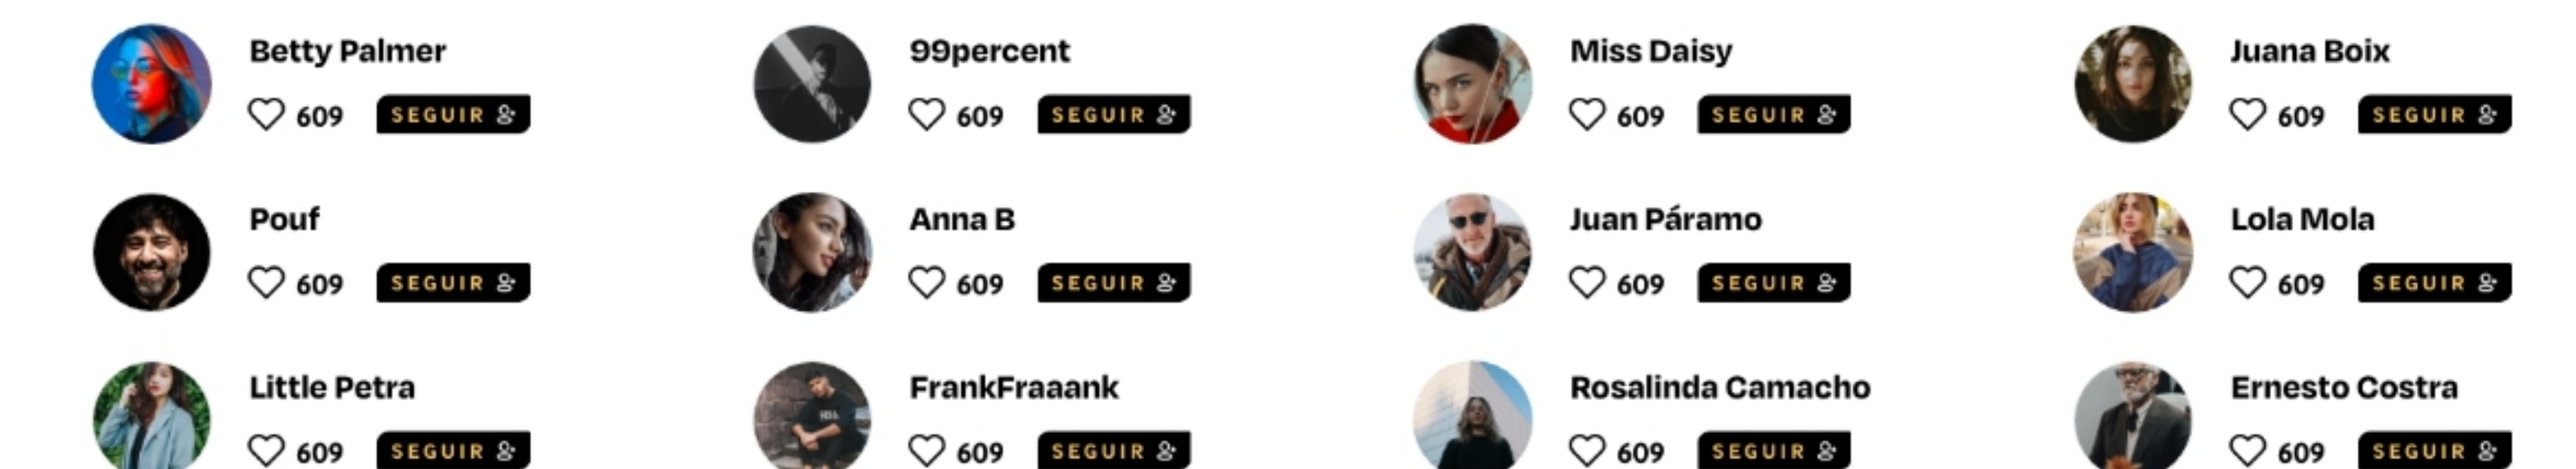 Betty Palmer
609 SEGUIR
99percent
609 SEGUIR
Miss Daisy
609 SEGUIR
Juana Boix
609 SEGUIR
Pouf
609 SEGUIR
Anna B
609 SEGUIR
Juan Páramo
609 SEGUIR
Lola Mola
609 SEGUIR
Little Petra
609 SEGUIR
FrankFraaank
609 SEGUIR
Rosalinda Camacho
609 SEGUIR
Ernesto Costra
609 SEGUIR